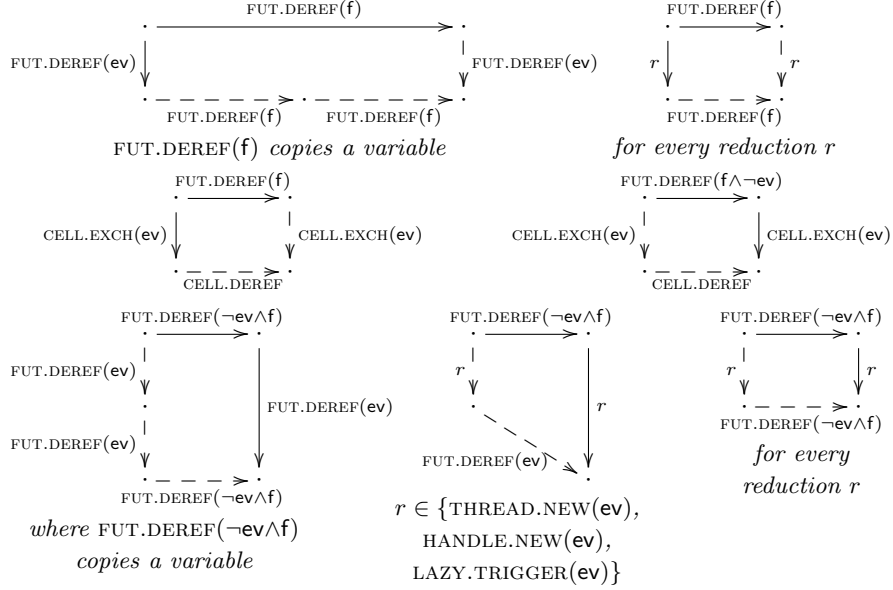 FUT.DEREF(f) FUT.DEREF(f)
FUT.DEREF(ev) FUT.DEREF(ev) r r
FUT.DEREF(f) FUT.DEREF(f) FUT.DEREF(f)
FUT.DEREF(f) copies a variable for every reduction r
FUT.DEREF(f) FUT.DEREF(f∧¬ev)
CELL.EXCH(ev) CELL.EXCH(ev) CELL.EXCH(ev) CELL.EXCH(ev)
CELL.DEREF CELL.DEREF
FUT.DEREF(¬ev∧f) FUT.DEREF(¬ev∧f) FUT.DEREF(¬ev∧f)
FUT.DEREF(ev) r r r
FUT.DEREF(ev) r
FUT.DEREF(¬ev∧f)
FUT.DEREF(ev) FUT.DEREF(ev) for every
FUT.DEREF(¬ev∧f) reduction r
where FUT.DEREF(¬ev∧f) r ∈ {THREAD.NEW(ev),
copies a variable HANDLE.NEW(ev),
LAZY.TRIGGER(ev)}